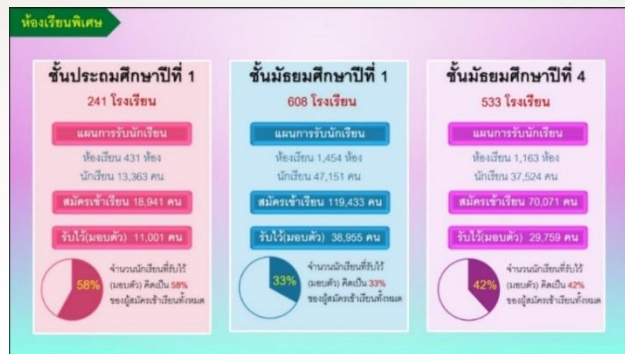 ห้องเรียนพิเศษ
ชั้นประถมศึกษาปีที่ 1
241 โรงเรียน
แผนการรับนักเรียน
ห้องเรียน 431 ห้อง
นักเรียน 13,363 คน
สมัครเข้าเรียน 18,941 คน
รับไว้(มอบตัว) 11,001 คน
58%
จำนวนนักเรียนที่รับไว้
(มอบตัว) คิดเป็น 58%
ของผู้สมัครเข้าเรียนทั้งหมด
ชั้นมัธยมศึกษาปีที่ 1
608 โรงเรียน
แผนการรับนักเรียน
ห้องเรียน 1,454 ห้อง
นักเรียน 47,151 คน
สมัครเข้าเรียน 119,433 คน
รับไว้(มอบตัว) 38,955 คน
33%
จำนวนนักเรียนที่รับไว้
(มอบตัว) คิดเป็น 33%
ของผู้สมัครเข้าเรียนทั้งหมด
ชั้นมัธยมศึกษาปีที่ 4
533 โรงเรียน
แผนการรับนักเรียน
ห้องเรียน 1,163 ห้อง
นักเรียน 37,524 คน
สมัครเข้าเรียน 70,071 คน
รับไว้(มอบตัว) 29,759 คน
42%
จำนวนนักเรียนที่รับไว้
(มอบตัว) คิดเป็น 42%
ของผู้สมัครเข้าเรียนทั้งหมด